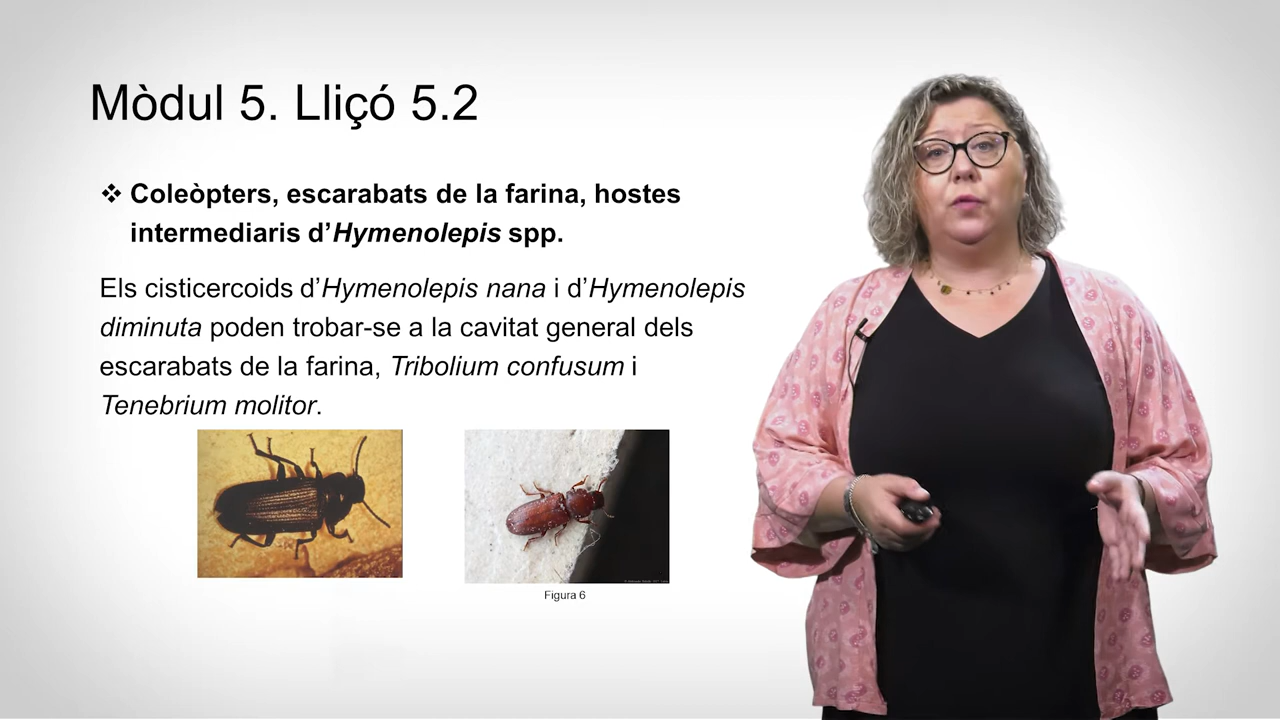 Mòdul 5. Lliçó 5.2
❖ Coleòpters, escarabats de la farina, hostes
intermediaris d’Hymenolepis spp.
Els cisticercoids d’Hymenolepis nana i d’Hymenolepis
diminuta poden trobar-se a la cavitat general dels
escarabats de la farina, Tribolium confusum i
Tenebrium molitor.
Figura 6